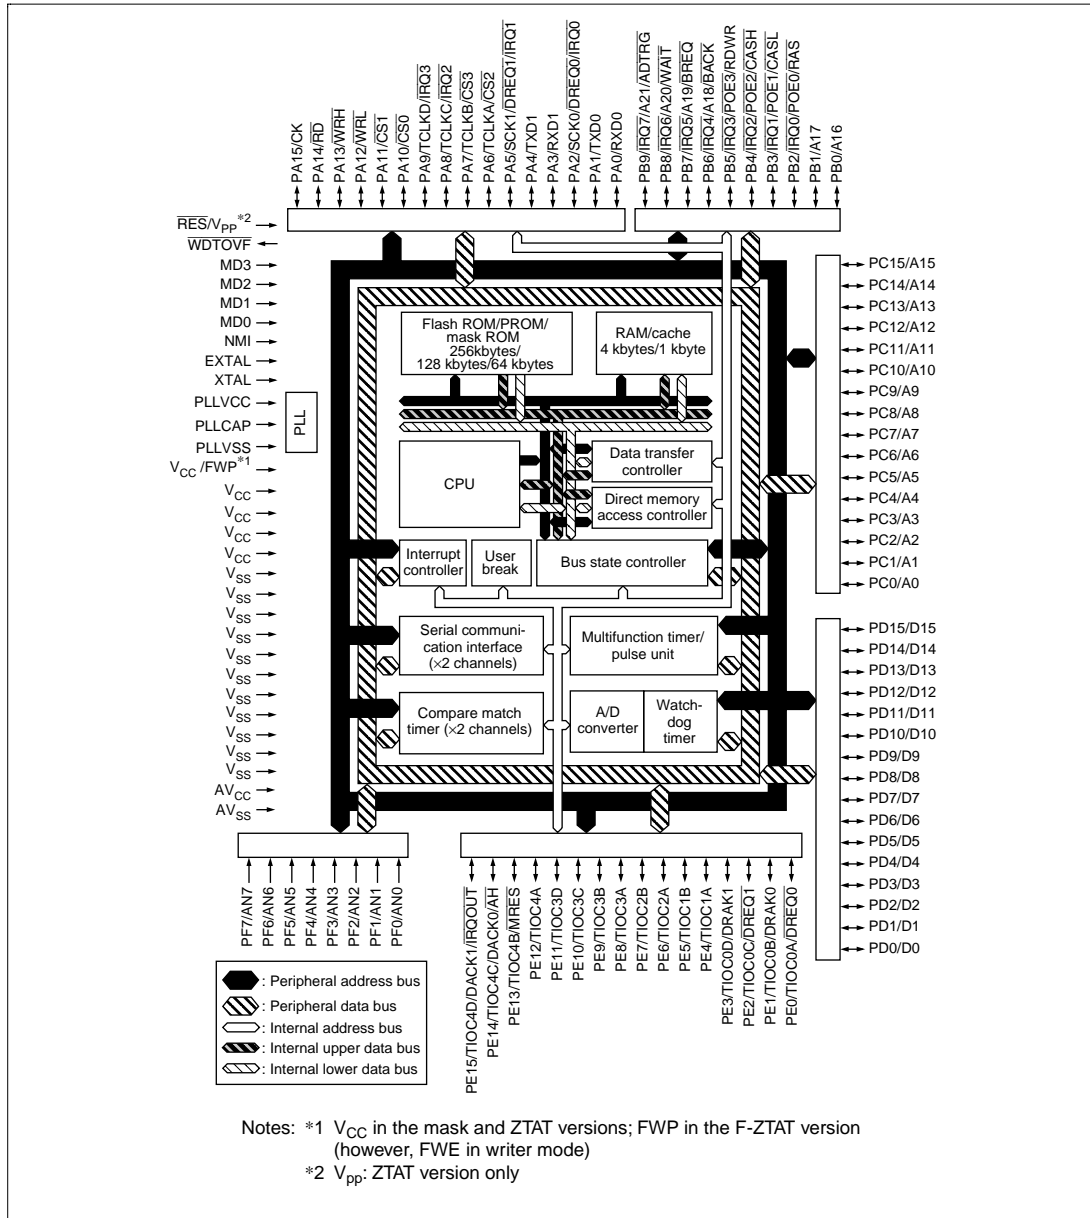 PA15/CK
PA14/RD
PA13/WRH
PA12/WRL
PA11/CS1
PA10/CS0
PA9/TCLKD/IRQ3
PA8/TCLKC/IRQ2
PA7/TCLKB/CS3
PA6/TCLKA/CS2
PA5/SCK1/DREQ1/IRQ1
PA4/TXD1
PA3/RXD1
PA2/SCK0/DREQ0/IRQ0
PA1/TXD0
PA0/RXD0
PB9/IRQ7/A21/ADTRG
PB8/IRQ6/A20/WAIT
PB7/IRQ5/A19/BREQ
PB6/IRQ4/A18/BACK
PB5/IRQ3/POE3/RDWR
PB4/IRQ2/POE2/CASH
PB3/IRQ1/POE1/CASL
PB2/IRQ0/POE0/RAS
PB1/A17
PB0/A16
RES/VPP*2
WDTOVF
MD3
MD2
MD1
MD0
NMI
EXTAL
XTAL
PLLVCC
PLLCAP
PLLVSS
VCC /FWP*1
VCC
VCC
VCC
VCC
VSS
VSS
VSS
VSS
VSS
VSS
VSS
VSS
VSS
VSS
VSS
AVCC
AVSS
PLL
Flash ROM/PROM/
mask ROM
256kbytes/
128 kbytes/64 kbytes
RAM/cache
4 kbytes/1 kbyte
CPU
Data transfer
controller
Direct memory
access controller
Interrupt
controller
User
break
Bus state controller
Serial communi-
cation interface
(×2 channels)
Multifunction timer/
pulse unit
Compare match
timer (×2 channels)
A/D
converter
Watch-
dog
timer
PC15/A15
PC14/A14
PC13/A13
PC12/A12
PC11/A11
PC10/A10
PC9/A9
PC8/A8
PC7/A7
PC6/A6
PC5/A5
PC4/A4
PC3/A3
PC2/A2
PC1/A1
PC0/A0
PD15/D15
PD14/D14
PD13/D13
PD12/D12
PD11/D11
PD10/D10
PD9/D9
PD8/D8
PD7/D7
PD6/D6
PD5/D5
PD4/D4
PD3/D3
PD2/D2
PD1/D1
PD0/D0
PF7/AN7
PF6/AN6
PF5/AN5
PF4/AN4
PF3/AN3
PF2/AN2
PF1/AN1
PF0/AN0
PE15/TIOC4D/DACK1/IRQOUT
PE14/TIOC4C/DACK0/AH
PE13/TIOC4B/MRES
PE12/TIOC4A
PE11/TIOC3D
PE10/TIOC3C
PE9/TIOC3B
PE8/TIOC3A
PE7/TIOC2B
PE6/TIOC2A
PE5/TIOC1B
PE4/TIOC1A
PE3/TIOC0D/DRAK1
PE2/TIOC0C/DREQ1
PE1/TIOC0B/DRAK0
PE0/TIOC0A/DREQ0
: Peripheral address bus
: Peripheral data bus
: Internal address bus
: Internal upper data bus
: Internal lower data bus
Notes: *1 VCC in the mask and ZTAT versions; FWP in the F-ZTAT version
(however, FWE in writer mode)
*2 Vpp: ZTAT version only